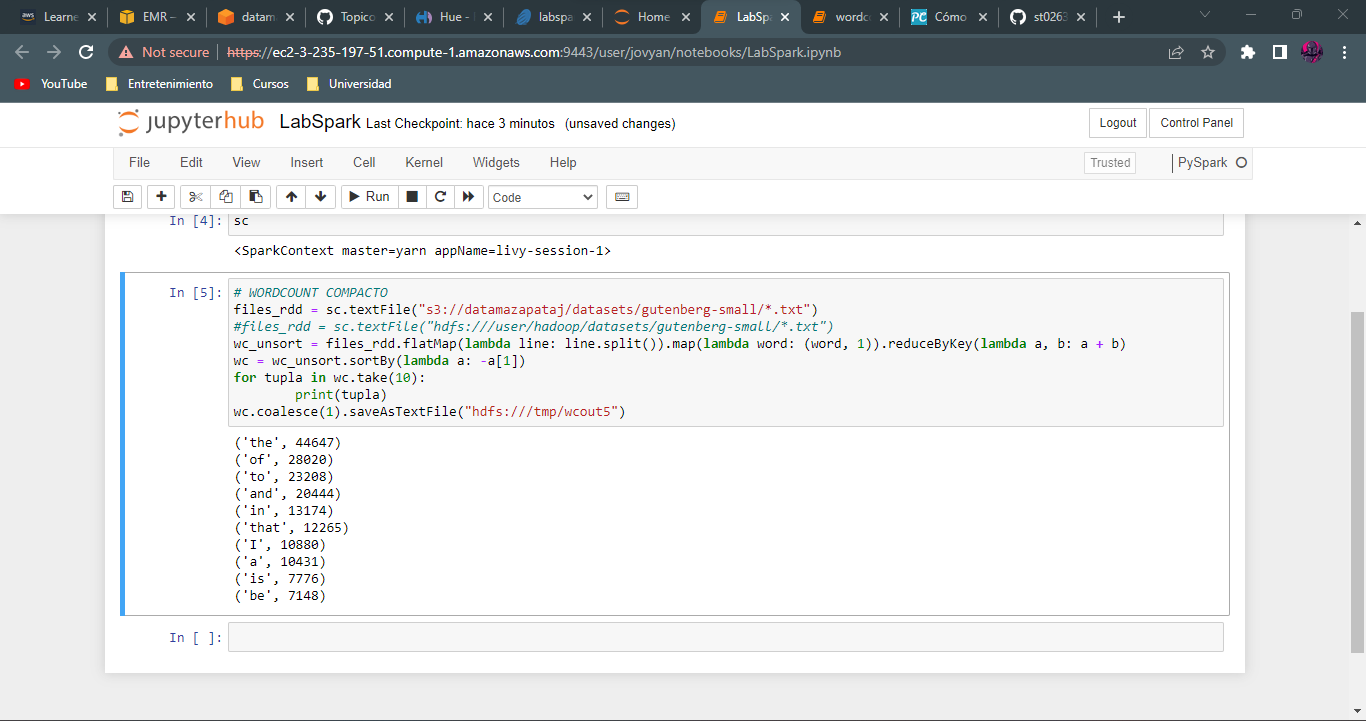 aws Learne
EMR –
datam
Topico
Hue -
labspa
Home
LabSpa
wordc
PC Cómo
st0263
Not secure https://ec2-3-235-197-51.compute-1.amazonaws.com:9443/user/jovyan/notebooks/LabSpark.ipynb
YouTube Entretenimiento Cursos Universidad
jupyterhub LabSpark Last Checkpoint: hace 3 minutos (unsaved changes) Logout Control Panel
File Edit View Insert Cell Kernel Widgets Help Trusted PySpark
Run Code
In [4]: sc
<SparkContext master=yarn appName=livy-session-1>
In [5]: # WORDCOUNT COMPACTO
files_rdd = sc.textFile("s3://datamazapataj/datasets/gutenberg-small/*.txt")
#files_rdd = sc.textFile("hdfs:///user/hadoop/datasets/gutenberg-small/*.txt")
wc_unsort = files_rdd.flatMap(lambda line: line.split()).map(lambda word: (word, 1)).reduceByKey(lambda a, b: a + b)
wc = wc_unsort.sortBy(lambda a: -a[1])
for tupla in wc.take(10):
        print(tupla)
wc.coalesce(1).saveAsTextFile("hdfs:///tmp/wcout5")
('the', 44647)
('of', 28020)
('to', 23208)
('and', 20444)
('in', 13174)
('that', 12265)
('I', 10880)
('a', 10431)
('is', 7776)
('be', 7148)
In [ ]: